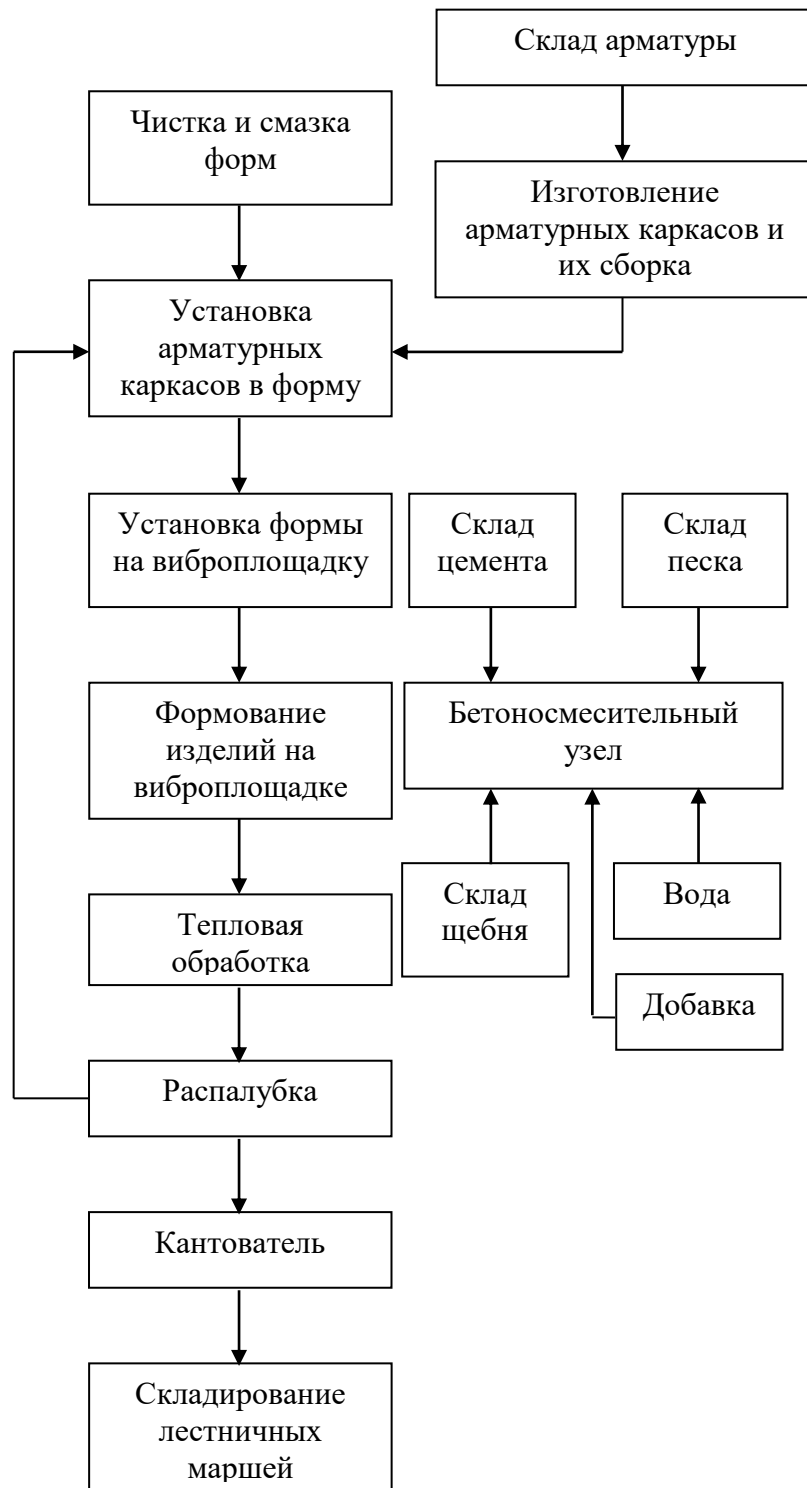 Склад арматуры
Чистка и смазка
форм
Изготовление
арматурных каркасов и
их сборка
Установка
арматурных
каркасов в форму
Установка формы
на виброплощадку
Склад
цемента
Склад
песка
Формование
изделий на
виброплощадке
Бетоносмесительный
узел
Склад
щебня
Вода
Тепловая
обработка
Добавка
Распалубка
Кантователь
Складирование
лестничных
маршей